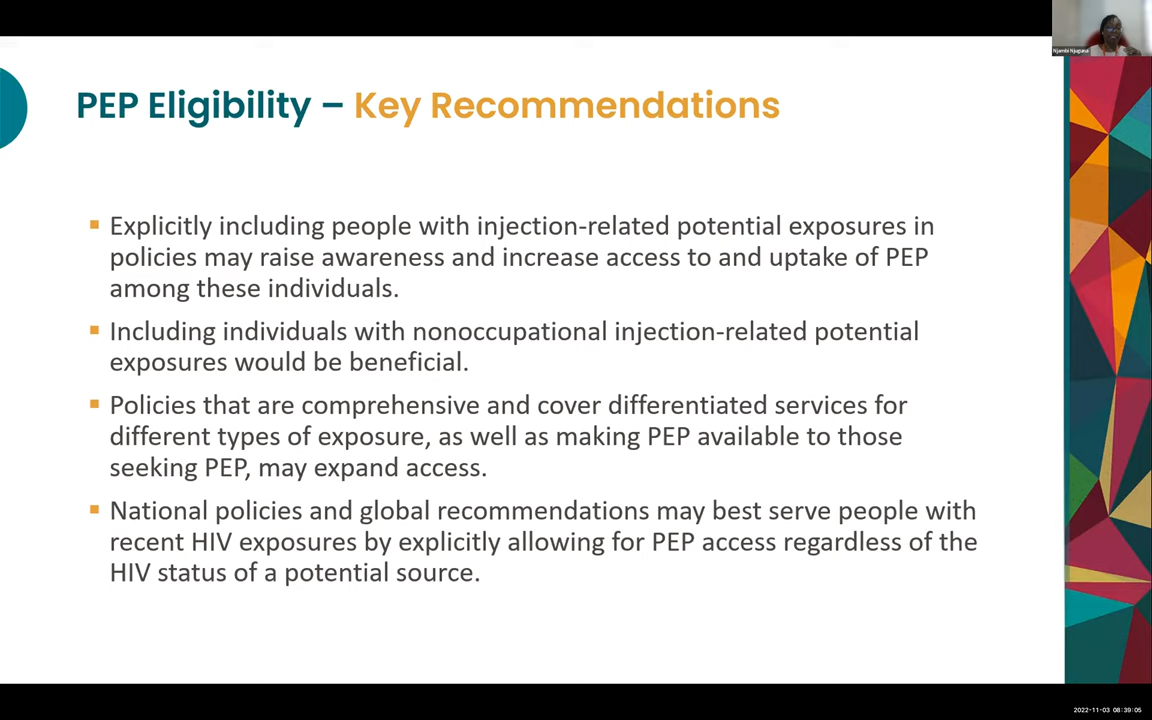 Njambi Njuguna
PEP Eligibility – Key Recommendations
▪ Explicitly including people with injection-related potential exposures in
policies may raise awareness and increase access to and uptake of PEP
among these individuals.
▪ Including individuals with nonoccupational injection-related potential
exposures would be beneficial.
▪ Policies that are comprehensive and cover differentiated services for
different types of exposure, as well as making PEP available to those
seeking PEP, may expand access.
▪ National policies and global recommendations may best serve people with
recent HIV exposures by explicitly allowing for PEP access regardless of the
HIV status of a potential source.
2022-11-03 08:39:05